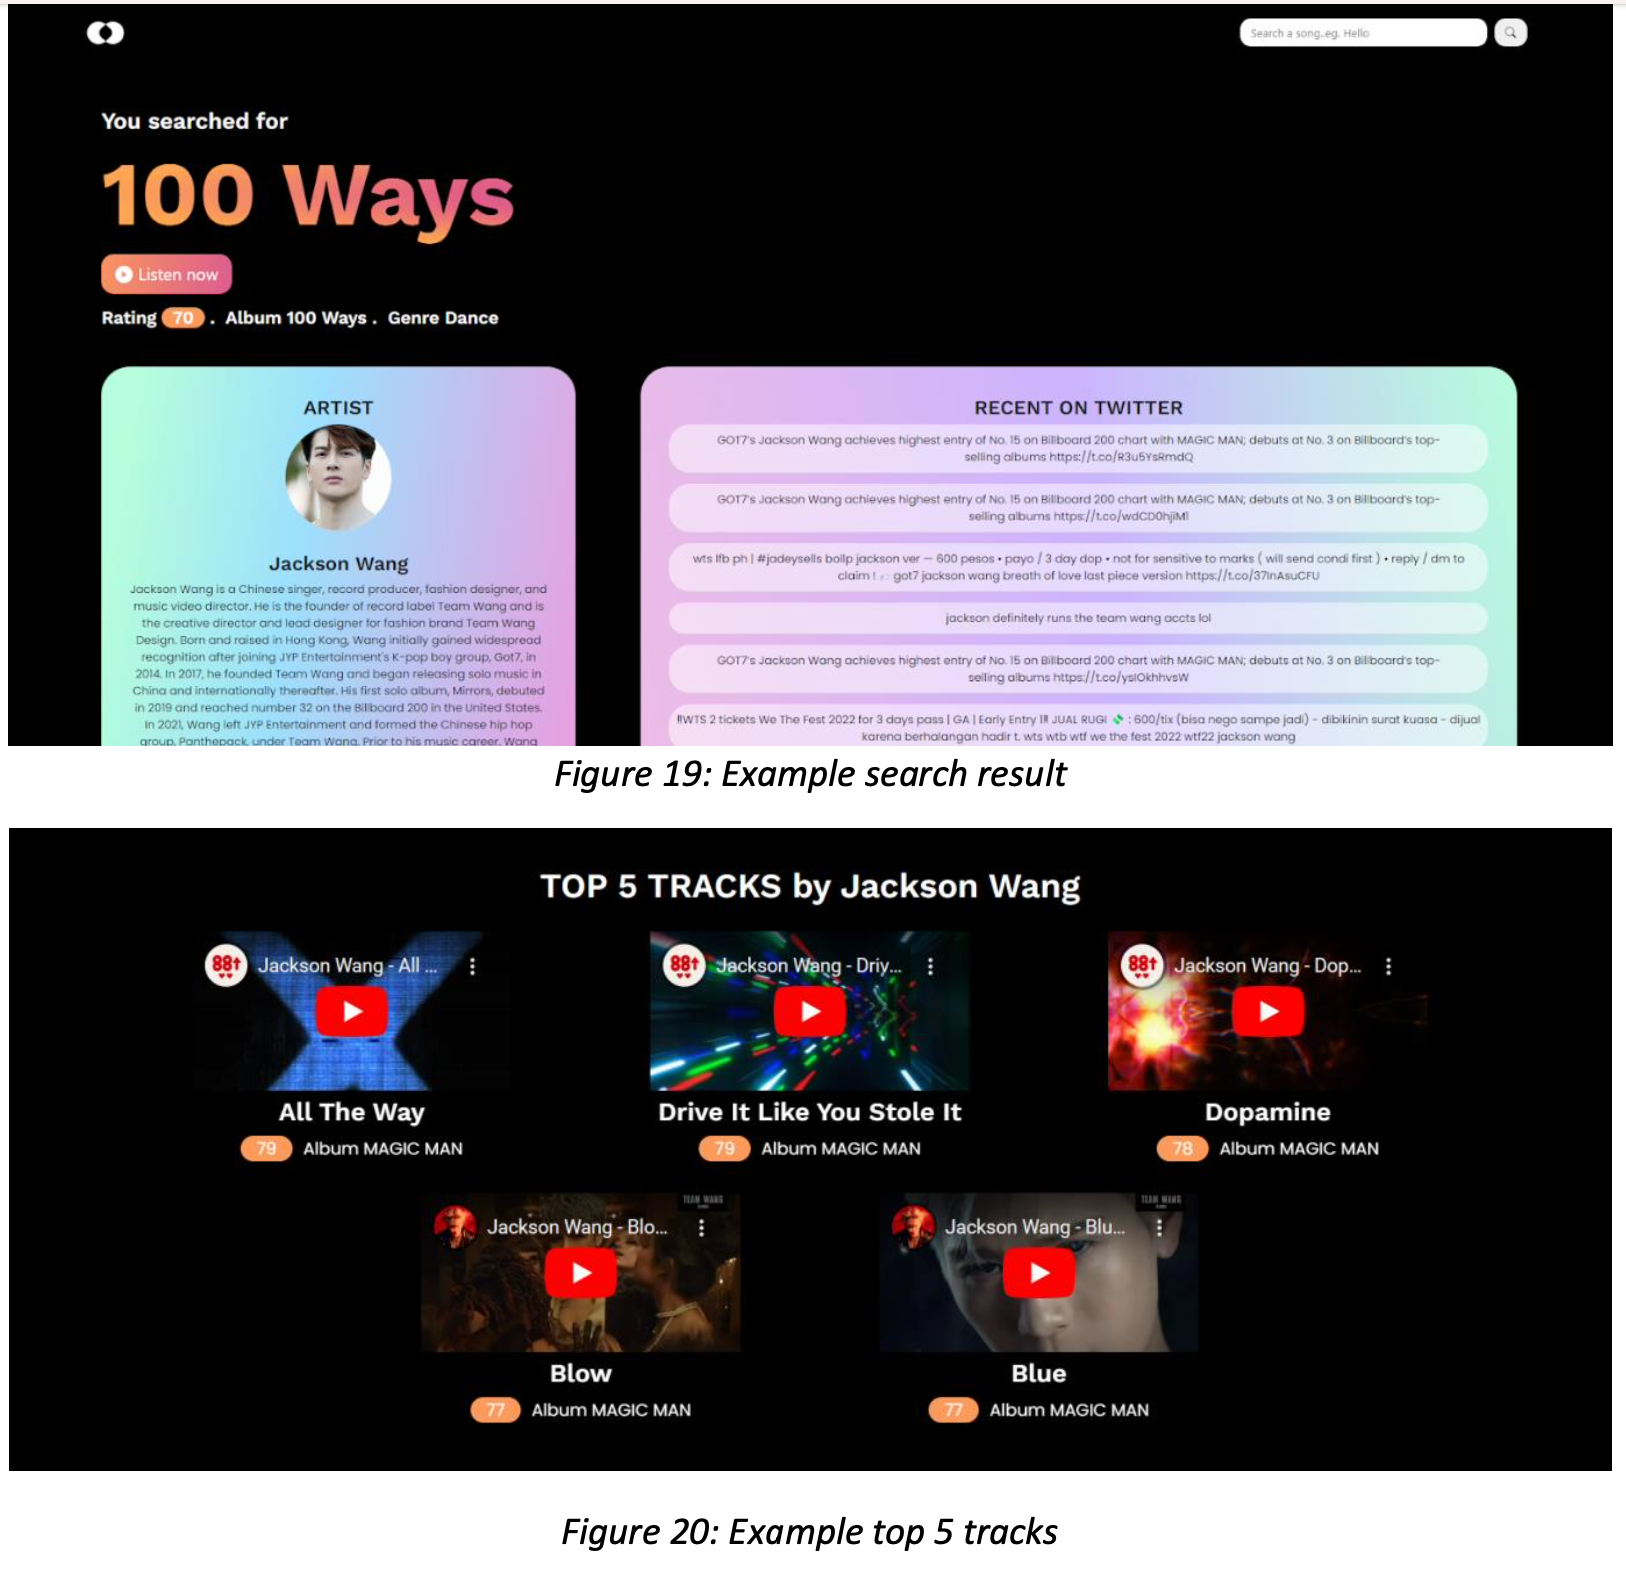 Search a song..eg. Hello
You searched for
100 Ways
Listen now
Rating 70 . Album 100 Ways . Genre Dance
ARTIST
Jackson Wang
Jackson Wang is a Chinese singer, record producer, fashion designer, and
music video director. He is the founder of record label Team Wang and is
the creative director and lead designer for fashion brand Team Wang
Design. Born and raised in Hong Kong, Wang initially gained widespread
recognition after joining JYP Entertainment's K-pop boy group, Got7, in
2014. In 2017, he founded Team Wang and began releasing solo music in
China and internationally thereafter. His first solo album, Mirrors, debuted
in 2019 and reached number 32 on the Billboard 200 in the United States.
In 2021, Wang left JYP Entertainment and formed the Chinese hip hop
group, Panthepack, under Team Wang. Prior to his music career, Wang
RECENT ON TWITTER
GOT7's Jackson Wang achieves highest entry of No. 15 on Billboard 200 chart with MAGIC MAN; debuts at No. 3 on Billboard's top-
selling albums https://t.co/R3u5YsRmdQ
GOT7's Jackson Wang achieves highest entry of No. 15 on Billboard 200 chart with MAGIC MAN; debuts at No. 3 on Billboard's top-
selling albums https://t.co/wdCD0hjiM1
wts lfb ph | #jadeysells bollp jackson ver — 600 pesos • payo / 3 day dop • not for sensitive to marks ( will send condi first ) • reply / dm to
claim ! got7 jackson wang breath of love last piece version https://t.co/37InAsuCFU
jackson definitely runs the team wang accts lol
GOT7's Jackson Wang achieves highest entry of No. 15 on Billboard 200 chart with MAGIC MAN; debuts at No. 3 on Billboard's top-
selling albums https://t.co/yslOkhhvsW
‼WTS 2 tickets We The Fest 2022 for 3 days pass | GA | Early Entry 1‼ JUAL RUGI 💸 : 600/tix (bisa nego sampe jadi) - dibikinin surat kuasa - dijual
karena berhalangan hadir t. wts wtb wtf we the fest 2022 wtf22 jackson wang
Figure 19: Example search result
TOP 5 TRACKS by Jackson Wang
88↑ Jackson Wang - All ...
88↑ Jackson Wang - Driv...
88↑ Jackson Wang - Dop...
All The Way
Drive It Like You Stole It
Dopamine
79 Album MAGIC MAN
79 Album MAGIC MAN
78 Album MAGIC MAN
TEAM WANG
TEAM WANG
Jackson Wang - Blo...
Jackson Wang - Blu...
Blow
Blue
77 Album MAGIC MAN
77 Album MAGIC MAN
Figure 20: Example top 5 tracks